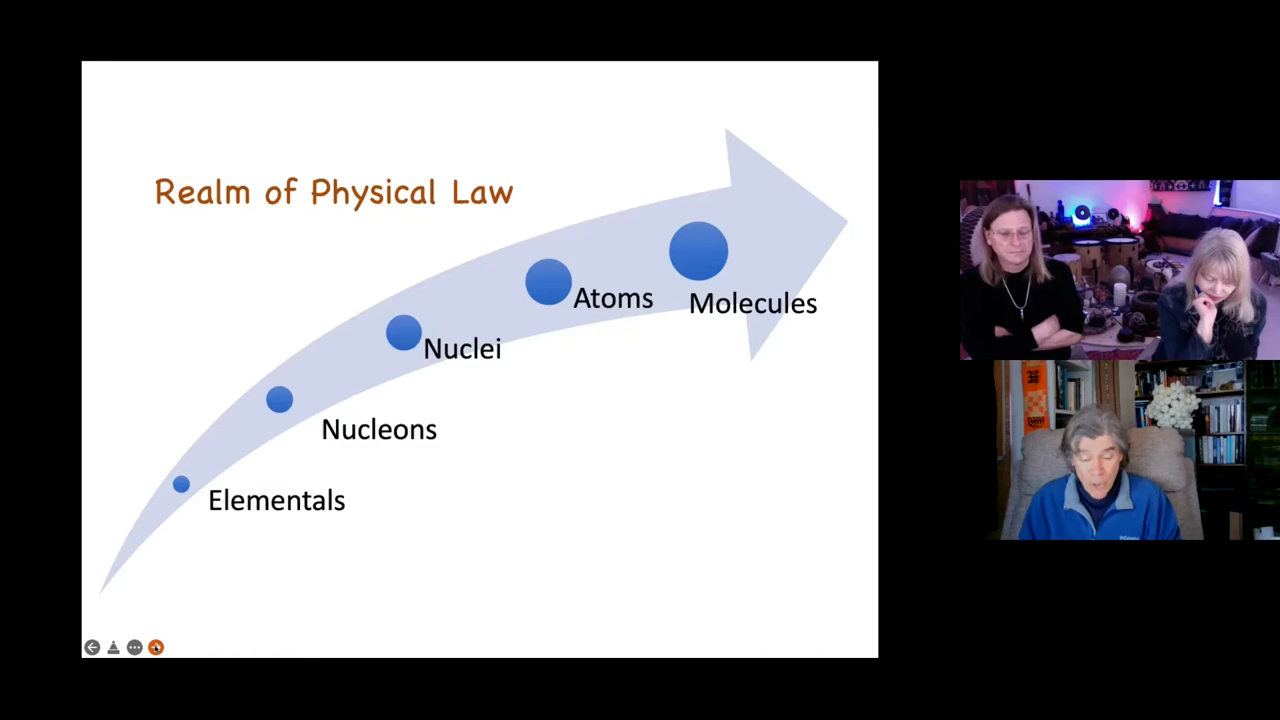 Realm of Physical Law
Atoms
Molecules
Nuclei
Nucleons
Elementals